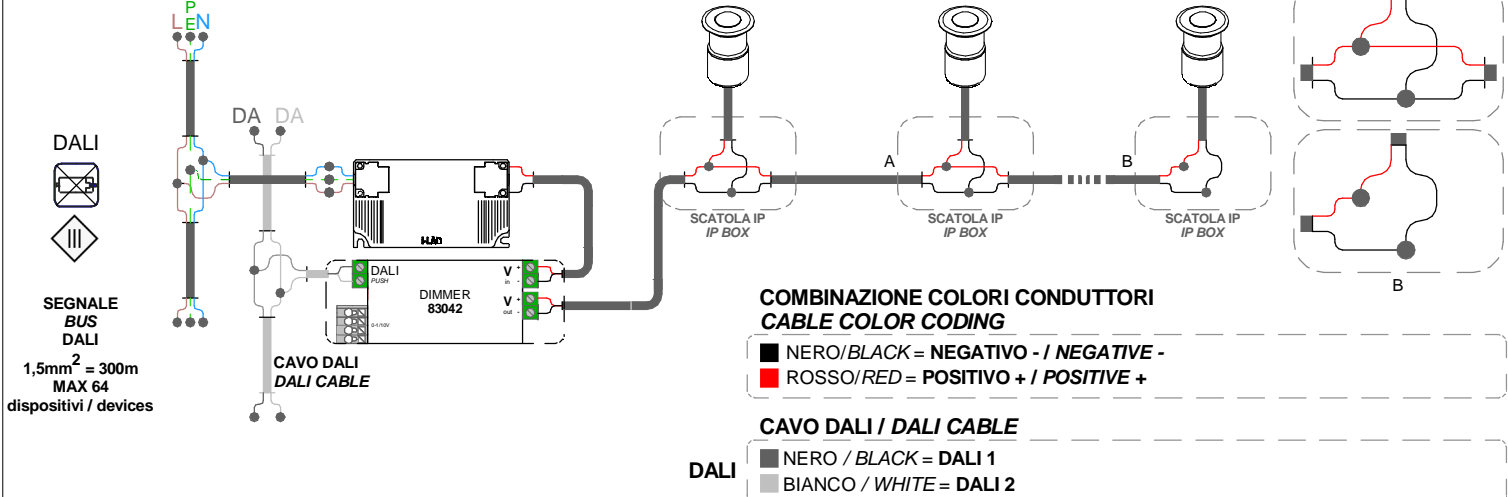 L PE N
DALI
DA DA
SEGNALE
BUS
DALI
1,5mm² = 300m
MAX 64
dispositivi / devices
CAVO DALI
DALI CABLE
DALI
PUSH
0-1/10V
DIMMER
83042
V + -
in
V + -
out
A
B
SCATOLA IP
IP BOX
SCATOLA IP
IP BOX
SCATOLA IP
IP BOX
B
COMBINAZIONE COLORI CONDUTTORI
CABLE COLOR CODING
NERO/BLACK = NEGATIVO - / NEGATIVE -
ROSSO/RED = POSITIVO + / POSITIVE +
CAVO DALI / DALI CABLE
DALI
NERO / BLACK = DALI 1
BIANCO / WHITE = DALI 2